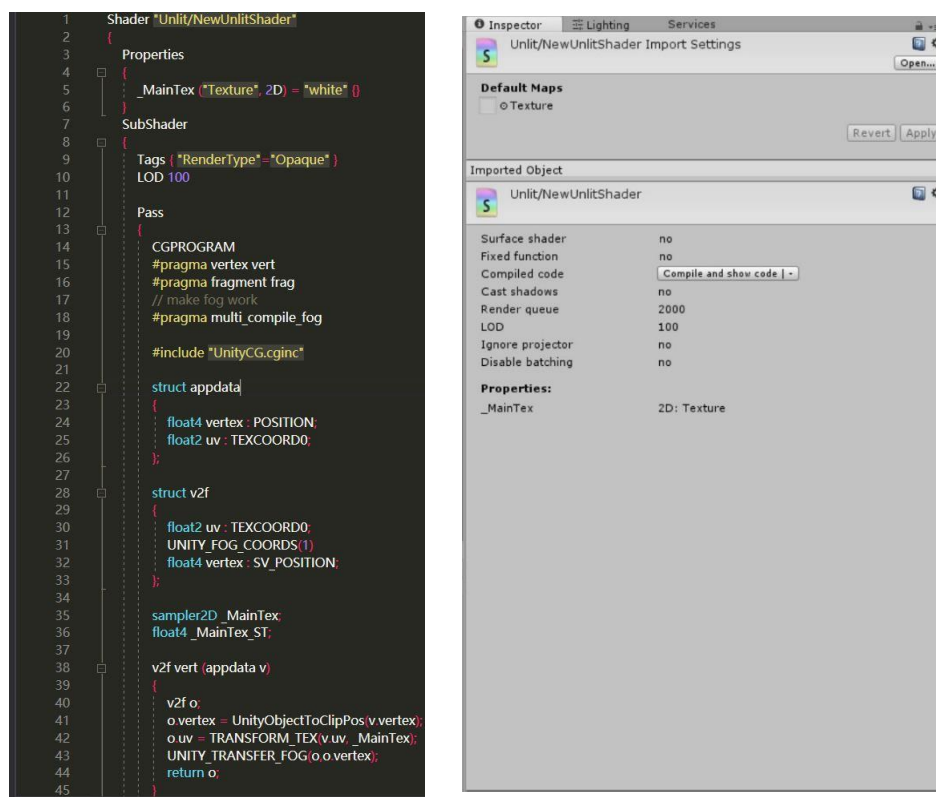 1 Shader "Unlit/NewUnlitShader"
2 {
3 Properties
4 {
5 _MainTex ("Texture", 2D) = "white" {}
6 }
7 SubShader
8 {
9 Tags { "RenderType"="Opaque" }
10 LOD 100
11
12 Pass
13 {
14 CGPROGRAM
15 #pragma vertex vert
16 #pragma fragment frag
17 // make fog work
18 #pragma multi_compile_fog
19
20 #include "UnityCG.cginc"
21
22 struct appdata
23 {
24 float4 vertex : POSITION;
25 float2 uv : TEXCOORD0;
26 };
27
28 struct v2f
29 {
30 float2 uv : TEXCOORD0;
31 UNITY_FOG_COORDS(1)
32 float4 vertex : SV_POSITION;
33 };
34
35 sampler2D _MainTex;
36 float4 _MainTex_ST;
37
38 v2f vert (appdata v)
39 {
40 v2f o;
41 o.vertex = UnityObjectToClipPos(v.vertex);
42 o.uv = TRANSFORM_TEX(v.uv, _MainTex);
43 UNITY_TRANSFER_FOG(o,o.vertex);
44 return o;
45 }
Inspector Lighting Services
Unlit/NewUnlitShader Import Settings
S
Open...
Default Maps
Texture
Revert Apply
Imported Object
Unlit/NewUnlitShader
S
Surface shader no
Fixed function no
Compiled code Compile and show code
Cast shadows no
Render queue 2000
LOD 100
Ignore projector no
Disable batching no
Properties:
_MainTex 2D: Texture